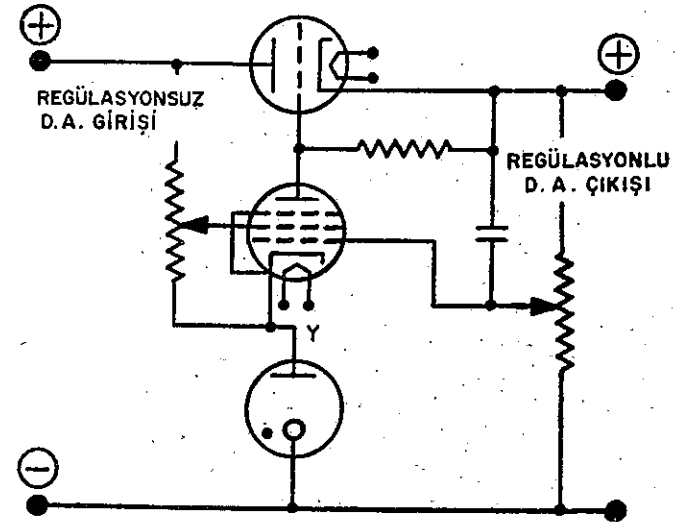 +
+
REGÜLASYONSUZ
D.A. GİRİŞİ
REGÜLASYONLU
D. A. ÇIKIŞI
Y
−